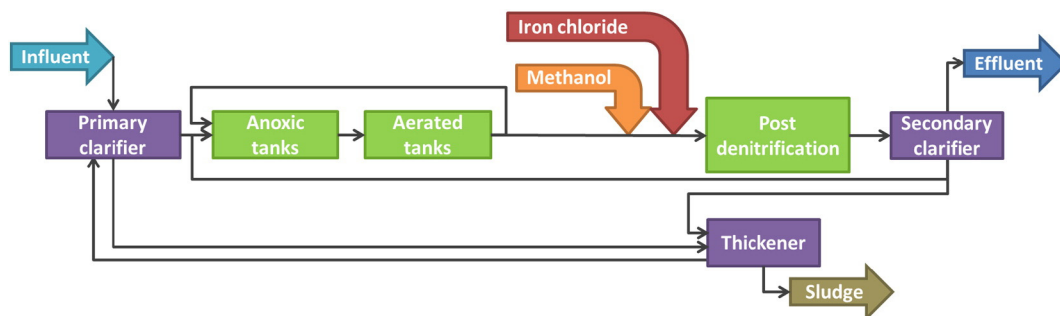 Iron chloride
Influent
Effluent
Methanol
Primary
clarifier
Anoxic
tanks
Aerated
tanks
Post
denitrification
Secondary
clarifier
Thickener
Sludge